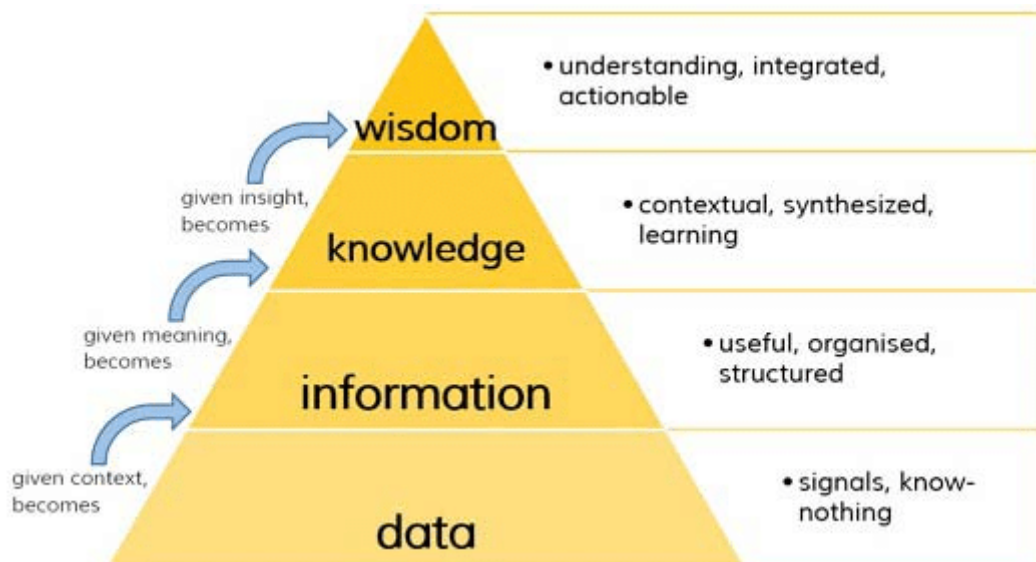 • understanding, integrated,
actionable
wisdom
given insight,
becomes
• contextual, synthesized,
learning
knowledge
given meaning,
becomes
• useful, organised,
structured
information
given context,
becomes
• signals, know-
nothing
data